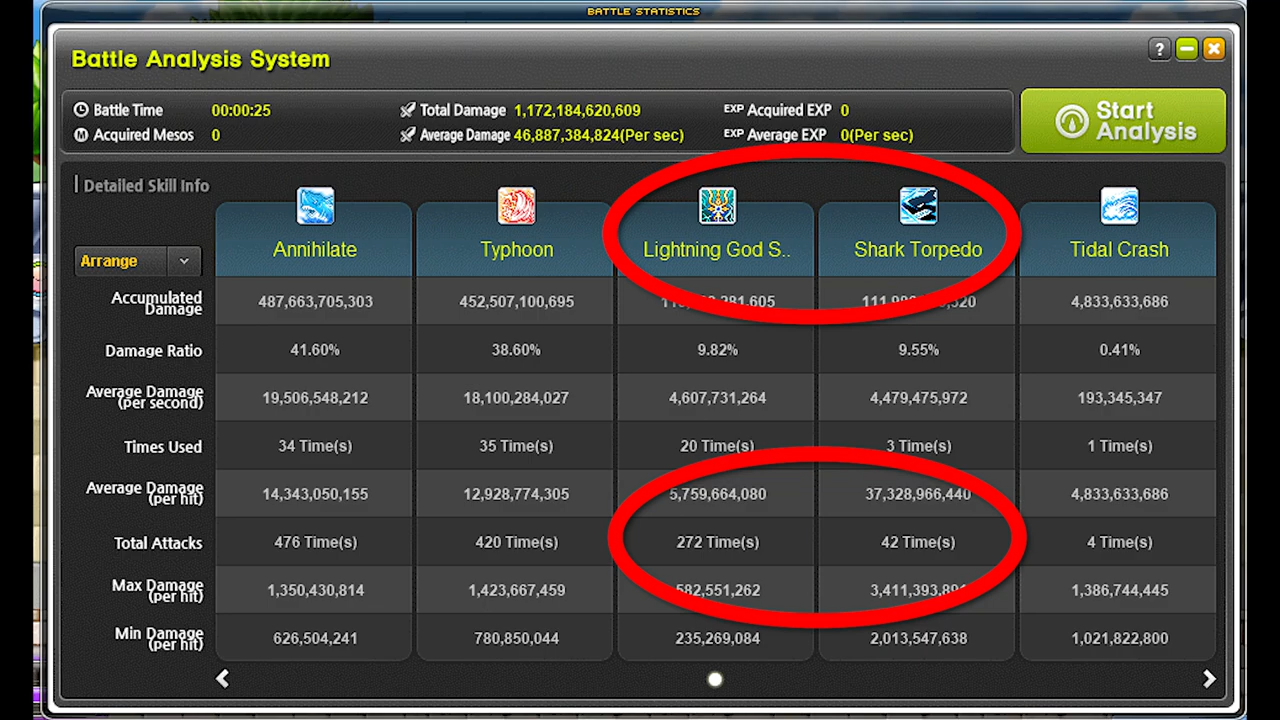 BATTLE STATISTICS
Battle Analysis System
?
Battle Time 00:00:25 Total Damage 1,172,184,620,609 EXP Acquired EXP 0
Acquired Mesos 0 Average Damage 46,887,384,824(Per sec) EXP Average EXP 0(Per sec)
Start
Analysis
Detailed Skill Info
Annihilate Typhoon Lightning God S.. Shark Torpedo Tidal Crash
Arrange
Accumulated
Damage
487,663,705,303 452,507,100,695 4,833,633,686
Damage Ratio 41.60% 38.60% 9.82% 9.55% 0.41%
Average Damage
(per second)
19,506,548,212 18,100,284,027 4,607,731,264 4,479,475,972 193,345,347
Times Used 34 Time(s) 35 Time(s) 20 Time(s) 3 Time(s) 1 Time(s)
Average Damage
(per hit)
14,343,050,155 12,928,774,305 5,759,664,080 37,328,966,440 4,833,633,686
Total Attacks 476 Time(s) 420 Time(s) 272 Time(s) 42 Time(s) 4 Time(s)
Max Damage
(per hit)
1,350,430,814 1,423,667,459 582,551,262 1,386,744,445
Min Damage
(per hit)
626,504,241 780,850,044 235,269,084 2,013,547,638 1,021,822,800